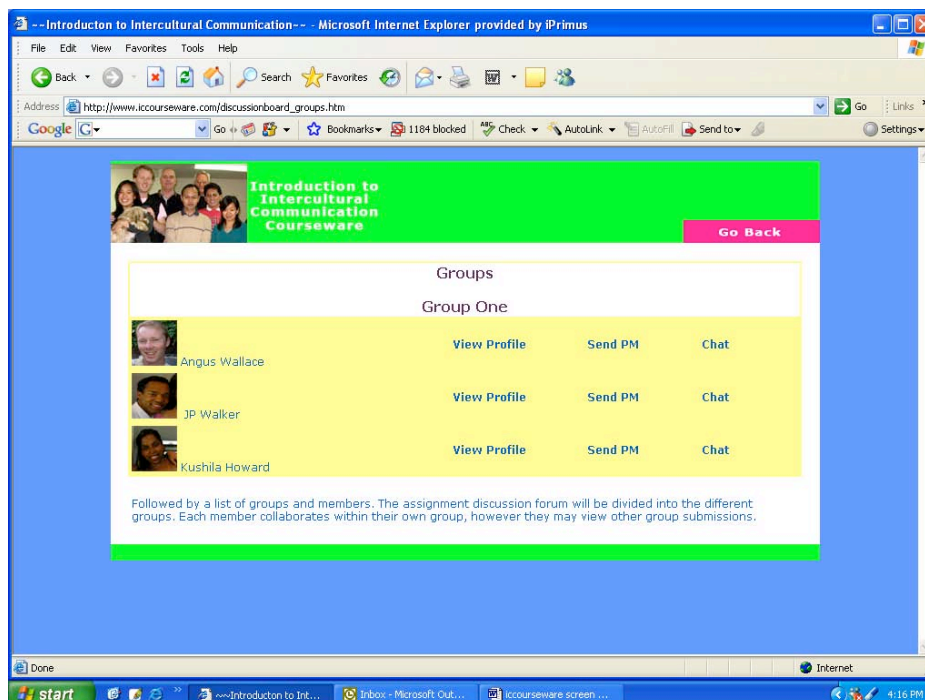 ~~Introducton to Intercultural Communication~~ - Microsoft Internet Explorer provided by iPrimus
File Edit View Favorites Tools Help
Back Search Favorites
Address http://www.iccourseware.com/discussionboard_groups.htm Go Links
Google G Go Bookmarks 1184 blocked ABC Check AutoLink AutoFill Send to Settings
Introduction to
Intercultural
Communication
Courseware
Go Back
Groups
Group One
Angus Wallace View Profile Send PM Chat
JP Walker View Profile Send PM Chat
Kushila Howard View Profile Send PM Chat
Followed by a list of groups and members. The assignment discussion forum will be divided into the different
groups. Each member collaborates within their own group, however they may view other group submissions.
Done Internet
start ~~Introducton to Int... Inbox - Microsoft Out... iccourseware screen ... 4:16 PM